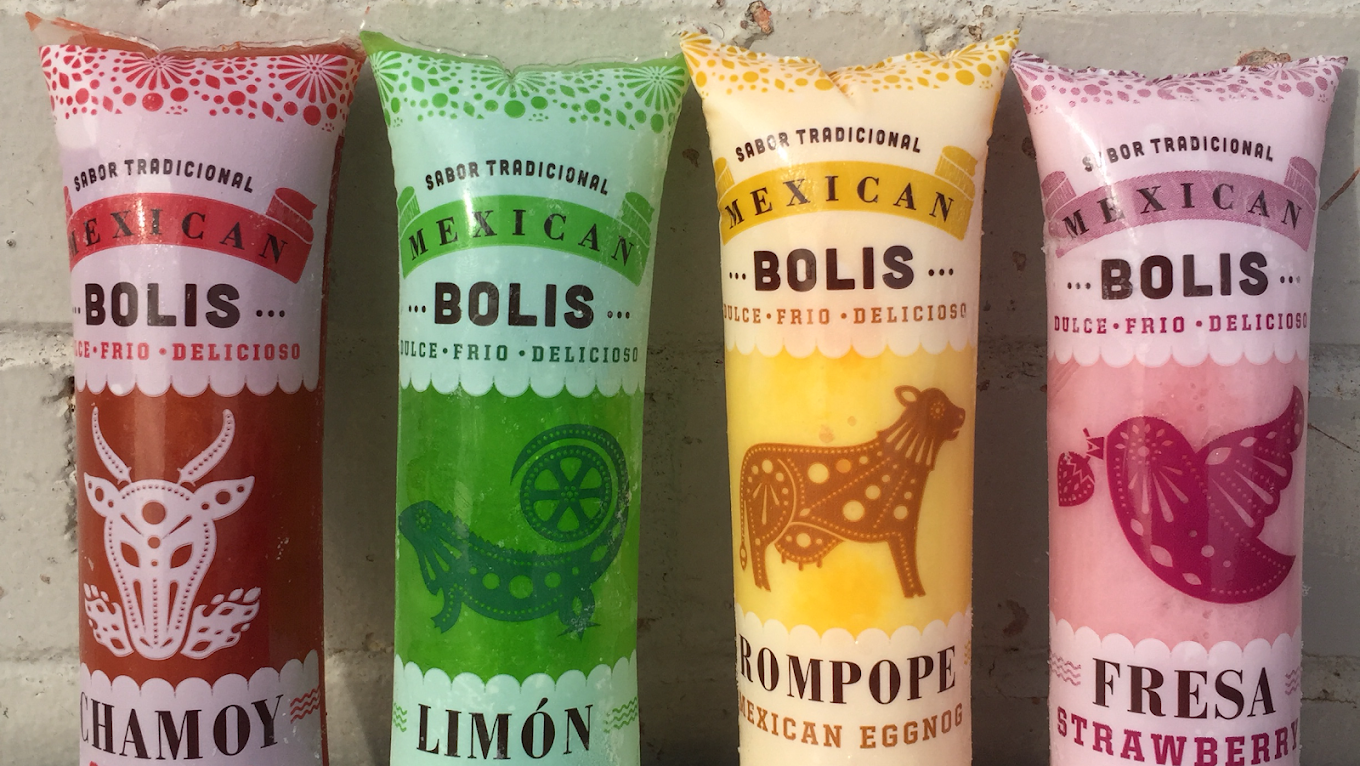 SABOR TRADICIONAL
MEXICAN
BOLIS
DULCE•FRIO•DELICIOSO
CHAMOY
SABOR TRADICIONAL
MEXICAN
BOLIS
DULCE•FRIO•DELICIOSO
LIMÓN
SABOR TRADICIONAL
MEXICAN
BOLIS
DULCE•FRIO•DELICIOSO
ROMPOPE
MEXICAN EGGNOG
SABOR TRADICIONAL
MEXICAN
BOLIS
DULCE•FRIO•DELICIOSO
FRESA
STRAWBERRY